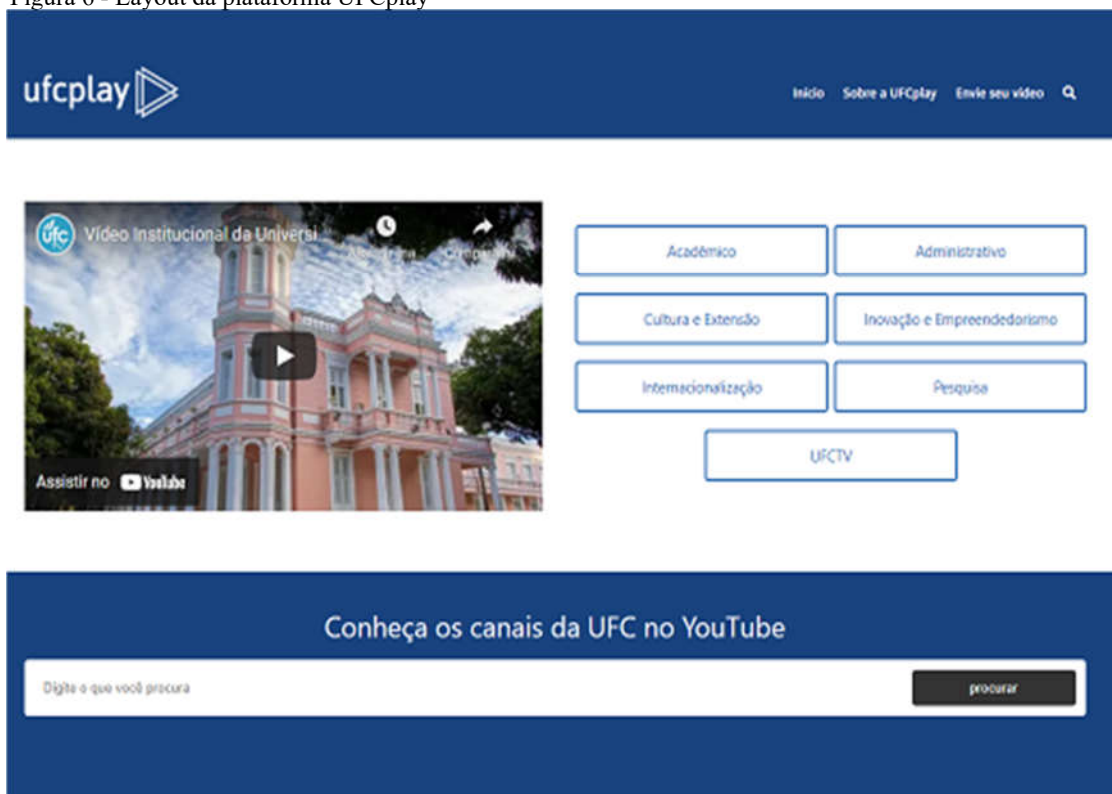 Figura 6 - Layout da plataforma UFCplay
ufcplay
Início Sobre a UFCplay Envie seu vídeo
ufc Vídeo Institucional da Universi
Assistir no YouTube
Acadêmico Administrativo
Cultura e Extensão Inovação e Empreendedorismo
Internacionalização Pesquisa
UFCTV
Conheça os canais da UFC no YouTube
Digite o que você procura procurar